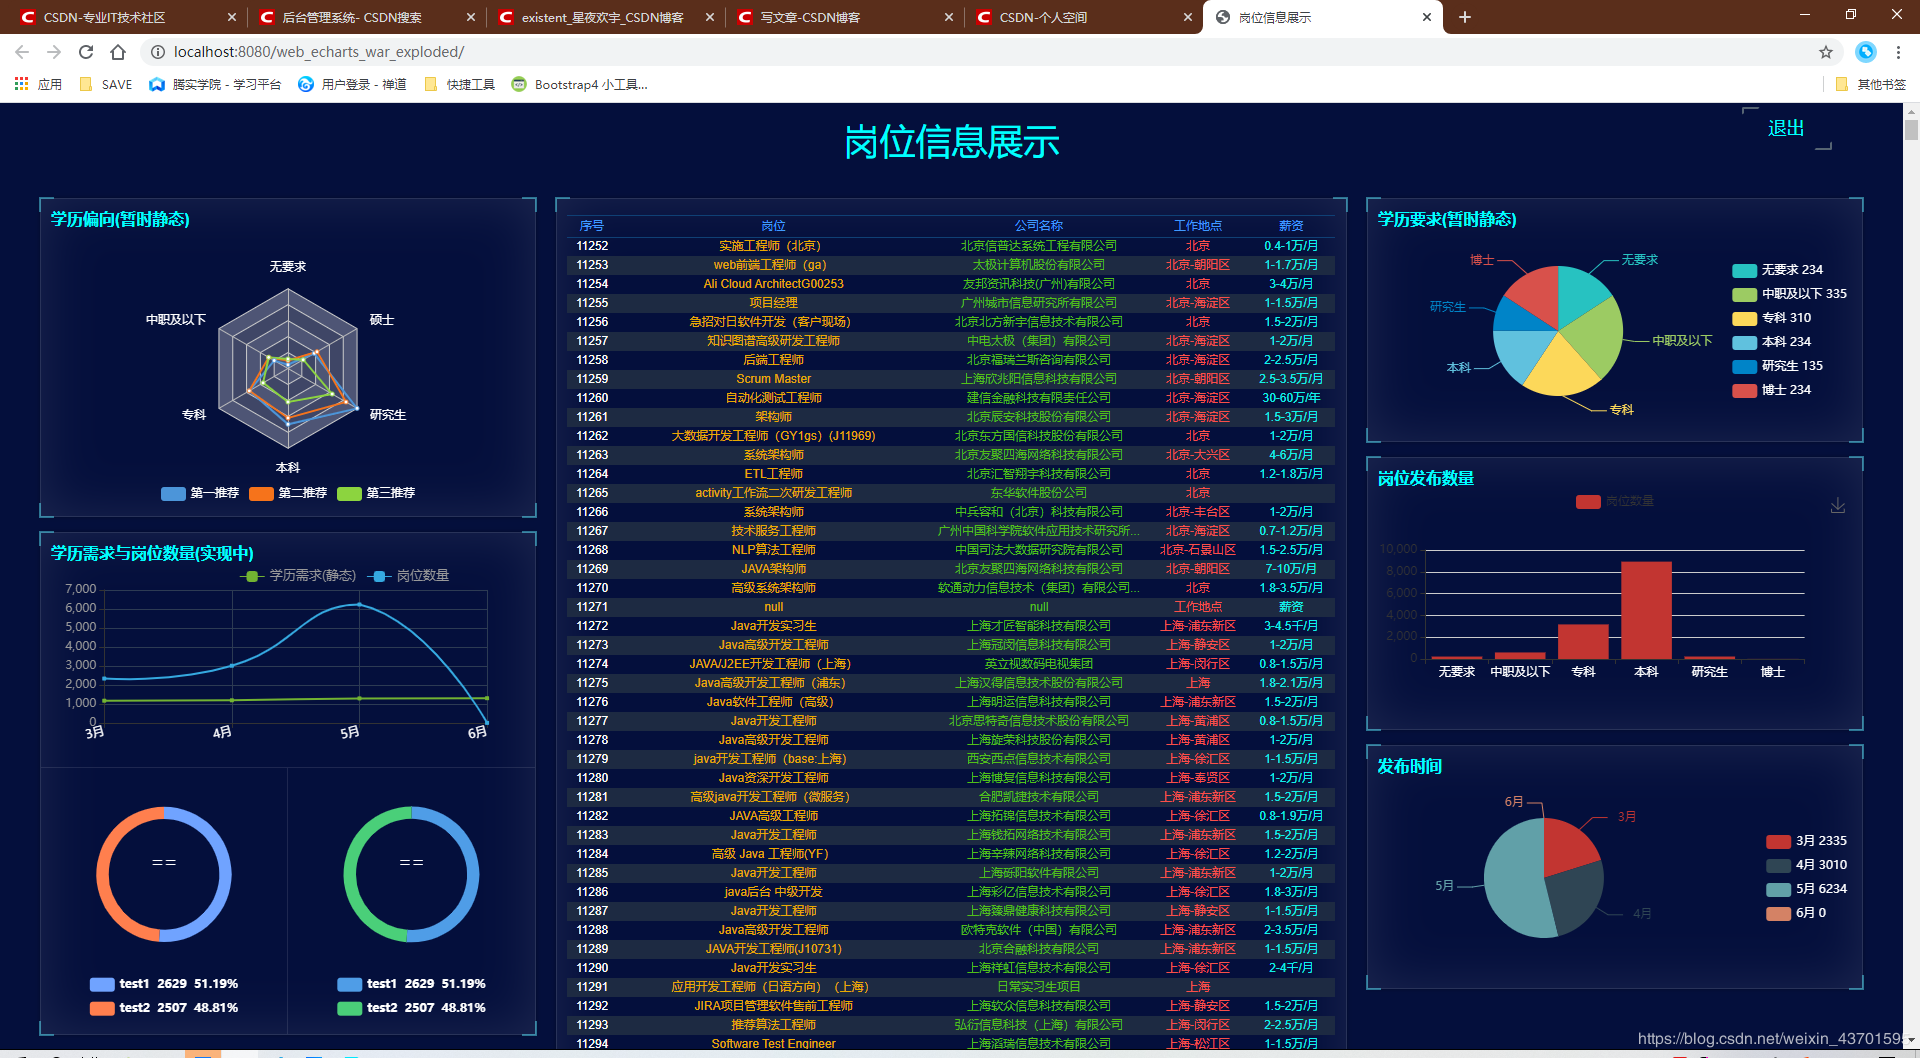 CSDN-专业IT技术社区
后台管理系统- CSDN搜索
existent_星夜欢宇_CSDN博客
写文章-CSDN博客
CSDN-个人空间
岗位信息展示
localhost:8080/web_echarts_war_exploded/
应用
SAVE
腾实学院 - 学习平台
用户登录 - 禅道
快捷工具
Bootstrap4 小工具...
其他书签
岗位信息展示
退出
学历偏向(暂时静态)
无要求
中职及以下
硕士
专科
研究生
本科
第一推荐 第二推荐 第三推荐
学历需求与岗位数量(实现中)
学历需求(静态) 岗位数量
7,000
6,000
5,000
4,000
3,000
2,000
1,000
0
3月 4月 5月 6月
==
test1 2629 51.19%
test2 2507 48.81%
==
test1 2629 51.19%
test2 2507 48.81%
序号 岗位 公司名称 工作地点 薪资
11252 实施工程师（北京） 北京信普达系统工程有限公司 北京 0.4-1万/月
11253 web前端工程师（ga） 太极计算机股份有限公司 北京-朝阳区 1-1.7万/月
11254 Ali Cloud ArchitectG00253 友邦资讯科技(广州)有限公司 北京 3-4万/月
11255 项目经理 广州城市信息研究所有限公司 北京-海淀区 1-1.5万/月
11256 急招对日软件开发（客户现场） 北京北方新宇信息技术有限公司 北京 1.5-2万/月
11257 知识图谱高级研发工程师 中电太极（集团）有限公司 北京-海淀区 1-2万/月
11258 后端工程师 北京福瑞兰斯咨询有限公司 北京-海淀区 2-2.5万/月
11259 Scrum Master 上海欣兆阳信息科技有限公司 北京-朝阳区 2.5-3.5万/月
11260 自动化测试工程师 建信金融科技有限责任公司 北京-海淀区 30-60万/年
11261 架构师 北京辰安科技股份有限公司 北京-海淀区 1.5-3万/月
11262 大数据开发工程师（GY1gs）(J11969) 北京东方国信科技股份有限公司 北京 1-2万/月
11263 系统架构师 北京友聚四海网络科技有限公司 北京-大兴区 4-6万/月
11264 ETL工程师 北京汇智翔宇科技有限公司 北京 1.2-1.8万/月
11265 activity工作流二次研发工程师 东华软件股份公司 北京
11266 系统架构师 中兵容和（北京）科技有限公司 北京-丰台区 1-2万/月
11267 技术服务工程师 广州中国科学院软件应用技术研究所... 北京-海淀区 0.7-1.2万/月
11268 NLP算法工程师 中国司法大数据研究院有限公司 北京-石景山区 1.5-2.5万/月
11269 JAVA架构师 北京友聚四海网络科技有限公司 北京-朝阳区 7-10万/月
11270 高级系统架构师 软通动力信息技术（集团）有限公司... 北京 1.8-3.5万/月
11271 null null 工作地点 薪资
11272 Java开发实习生 上海才匠智能科技有限公司 上海-浦东新区 3-4.5千/月
11273 Java高级开发工程师 上海冠闵信息科技有限公司 上海-静安区 1-2万/月
11274 JAVA/J2EE开发工程师（上海） 英立视数码电视集团 上海-闵行区 0.8-1.5万/月
11275 Java高级开发工程师（浦东） 上海汉得信息技术股份有限公司 上海 1.8-2.1万/月
11276 Java软件工程师（高级） 上海明运信息科技有限公司 上海-浦东新区 1.5-2万/月
11277 Java开发工程师 北京思特奇信息技术股份有限公司 上海-黄浦区 0.8-1.5万/月
11278 Java高级开发工程师 上海旋荣科技股份有限公司 上海-黄浦区 1-2万/月
11279 java开发工程师（base:上海） 西安西点信息技术有限公司 上海-徐汇区 1-1.5万/月
11280 Java资深开发工程师 上海博复信息科技有限公司 上海-奉贤区 1-2万/月
11281 高级java开发工程师（微服务） 合肥凯捷技术有限公司 上海-浦东新区 1.5-2万/月
11282 JAVA高级工程师 上海拓锦信息技术有限公司 上海-徐汇区 0.8-1.9万/月
11283 Java开发工程师 上海钱拓网络技术有限公司 上海-浦东新区 1.5-2万/月
11284 高级 Java 工程师(YF) 上海辛辣网络科技有限公司 上海-徐汇区 1.2-2万/月
11285 Java开发工程师 上海砾阳软件有限公司 上海-浦东新区 1-2万/月
11286 java后台 中级开发 上海彩亿信息技术有限公司 上海-徐汇区 1.8-3万/月
11287 Java开发工程师 上海臻鼎健康科技有限公司 上海-静安区 1-1.5万/月
11288 Java高级开发工程师 欧特克软件（中国）有限公司 上海-浦东新区 2-3.5万/月
11289 JAVA开发工程师(J10731) 北京合融科技有限公司 上海-浦东新区 1-1.5万/月
11290 Java开发实习生 上海祥虹信息技术有限公司 上海-徐汇区 2-4千/月
11291 应用开发工程师（日语方向）（上海） 日常实习生项目 上海
11292 JIRA项目管理软件售前工程师 上海软众信息科技有限公司 上海-静安区 1.5-2万/月
11293 推荐算法工程师 弘衍信息科技（上海）有限公司 上海-闵行区 2-2.5万/月
11294 Software Test Engineer 上海滔瑞信息技术有限公司 上海-松江区 1-1.5万/月
学历要求(暂时静态)
博士
无要求
研究生
中职及以下
本科
专科
无要求 234
中职及以下 335
专科 310
本科 234
研究生 135
博士 234
岗位发布数量
岗位数量
10,000
8,000
6,000
4,000
2,000
0
无要求 中职及以下 专科 本科 研究生 博士
发布时间
6月
3月
5月
4月
3月 2335
4月 3010
5月 6234
6月 0
https://blog.csdn.net/weixin_4370159